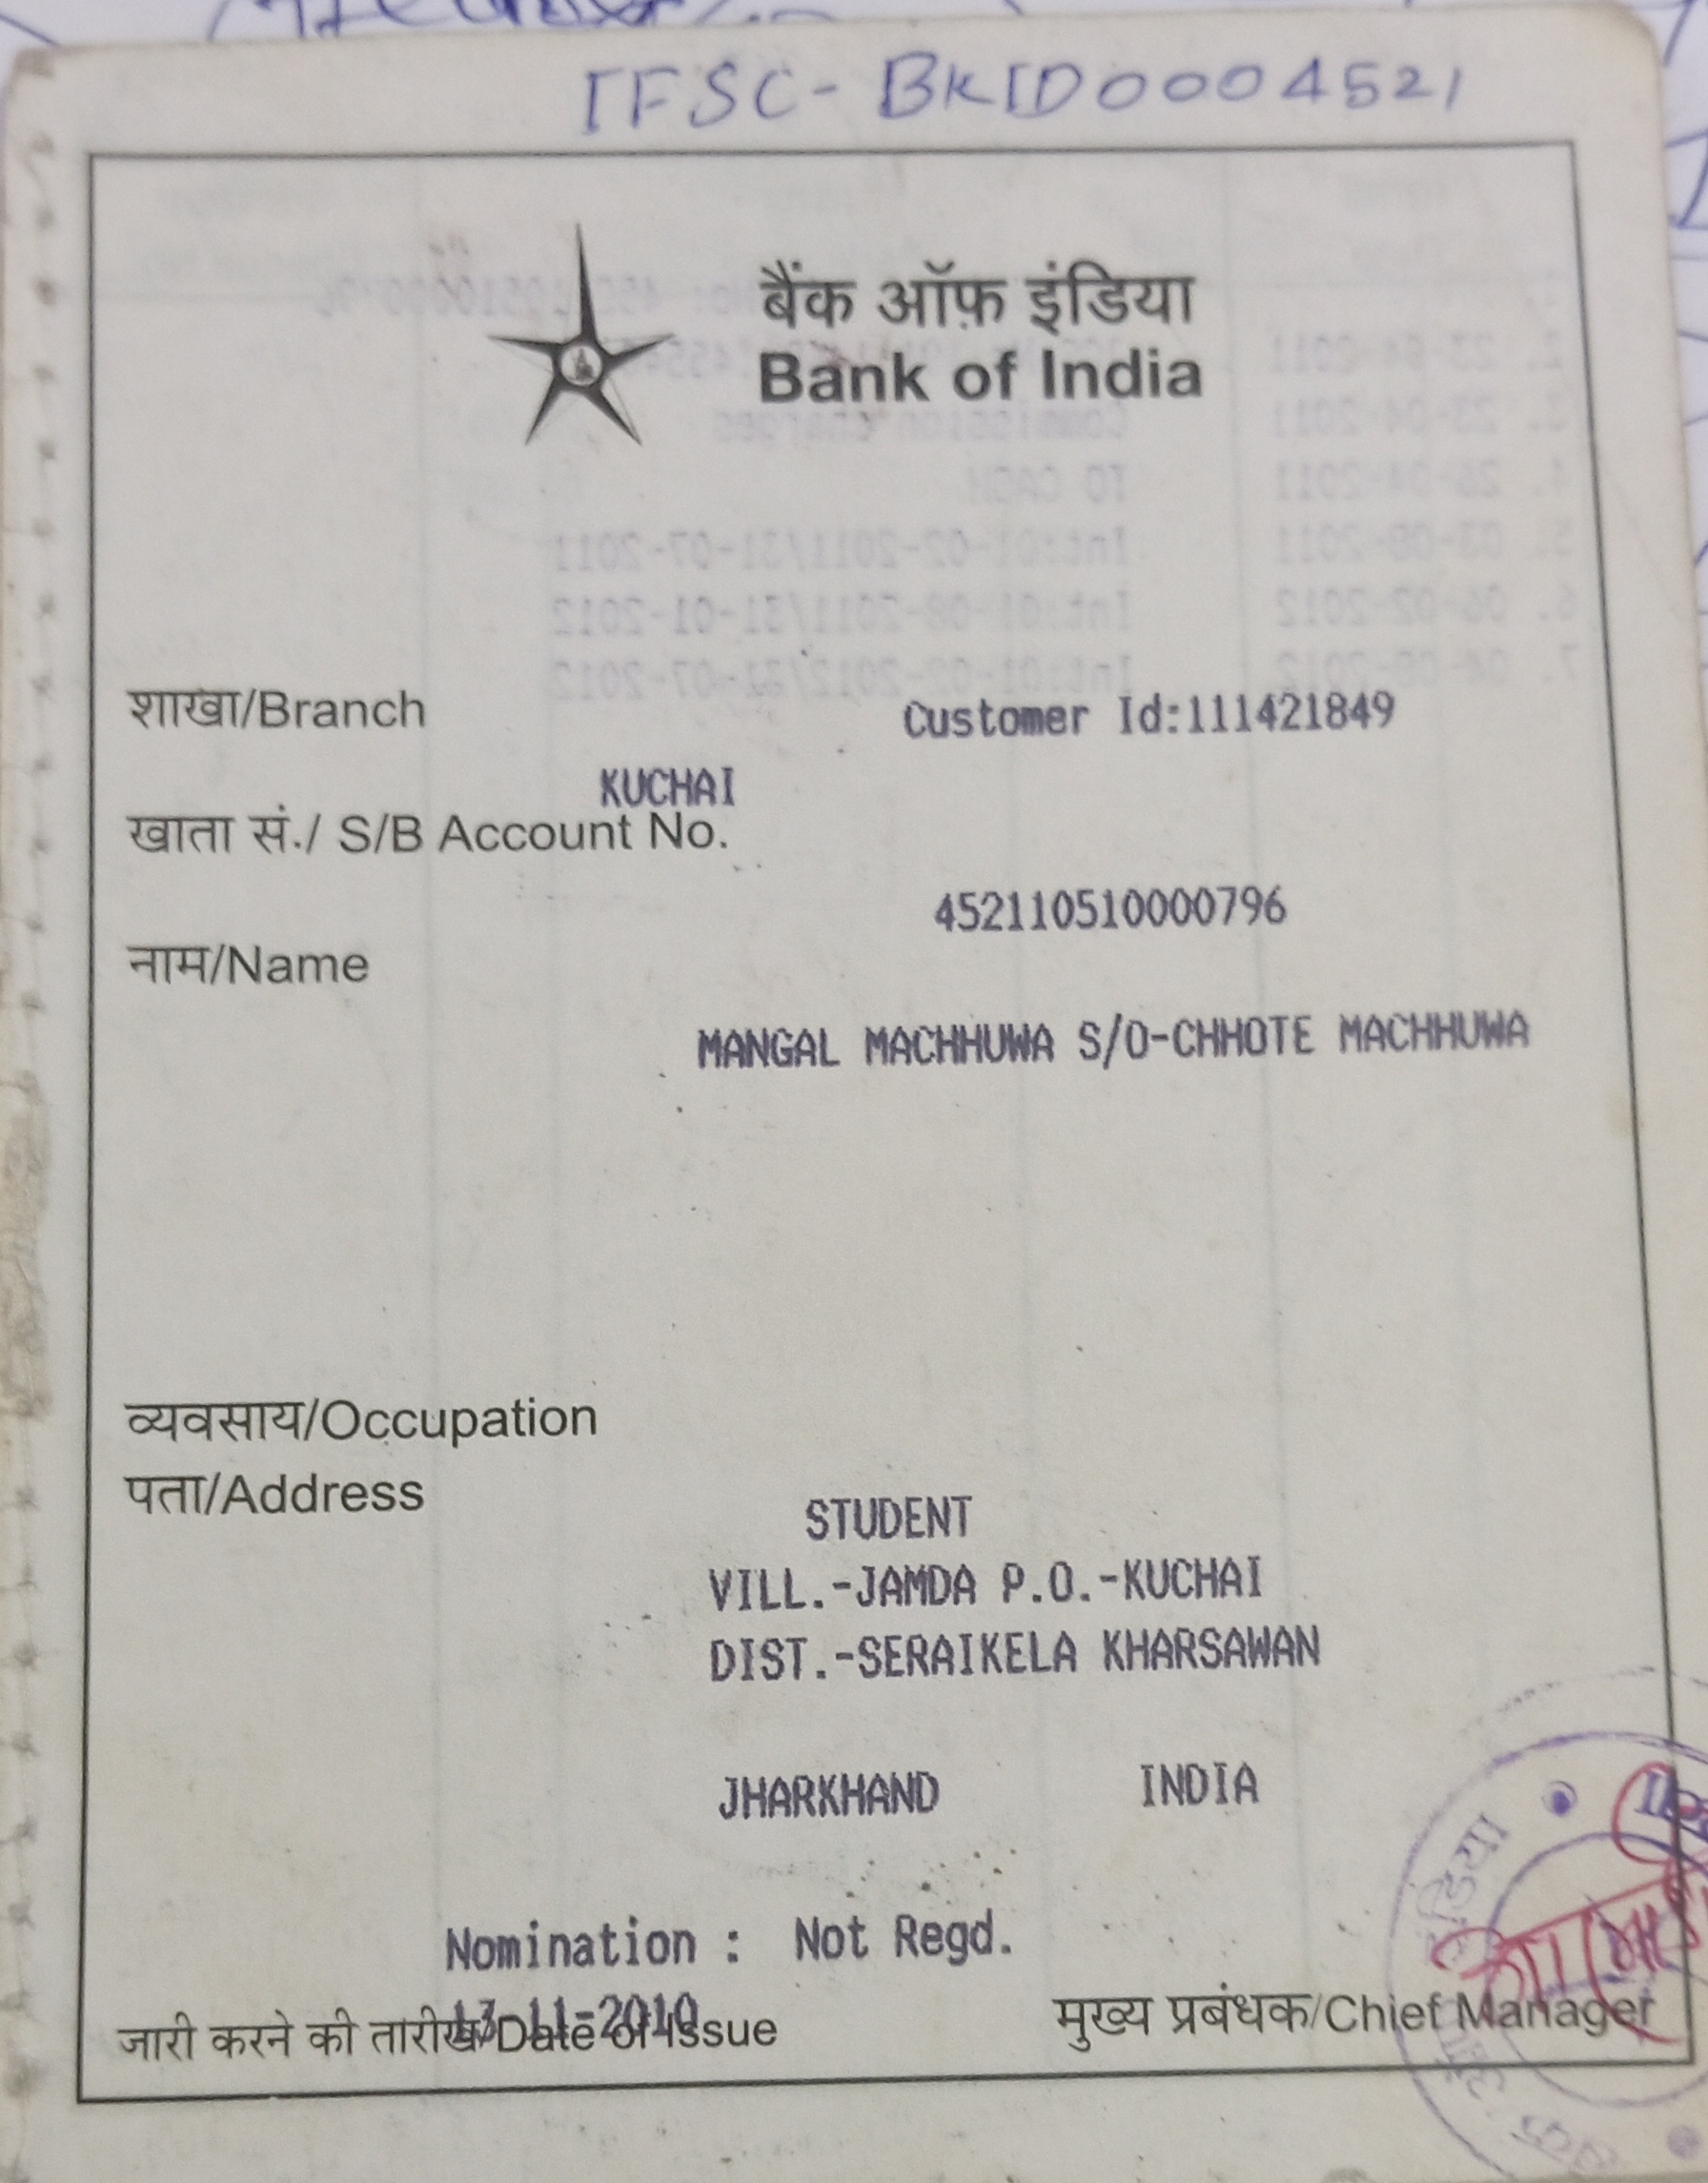 IFSC- BKID0004521
बैंक ऑफ़ इंडिया
Bank of India
शाखा/Branch
Customer Id:111421849
KUCHAI
खाता सं./ S/B Account No.
452110510000796
नाम/Name
MANGAL MACHHUWA S/O-CHHOTE MACHHUWA
व्यवसाय/Occupation
पता/Address
STUDENT
VILL.-JAMDA P.O.-KUCHAI
DIST.-SERAIKELA KHARSAWAN
JHARKHAND INDIA
Nomination : Not Regd.
13-11-2010
जारी करने की तारीख/Date of Issue
मुख्य प्रबंधक/Chief Manager